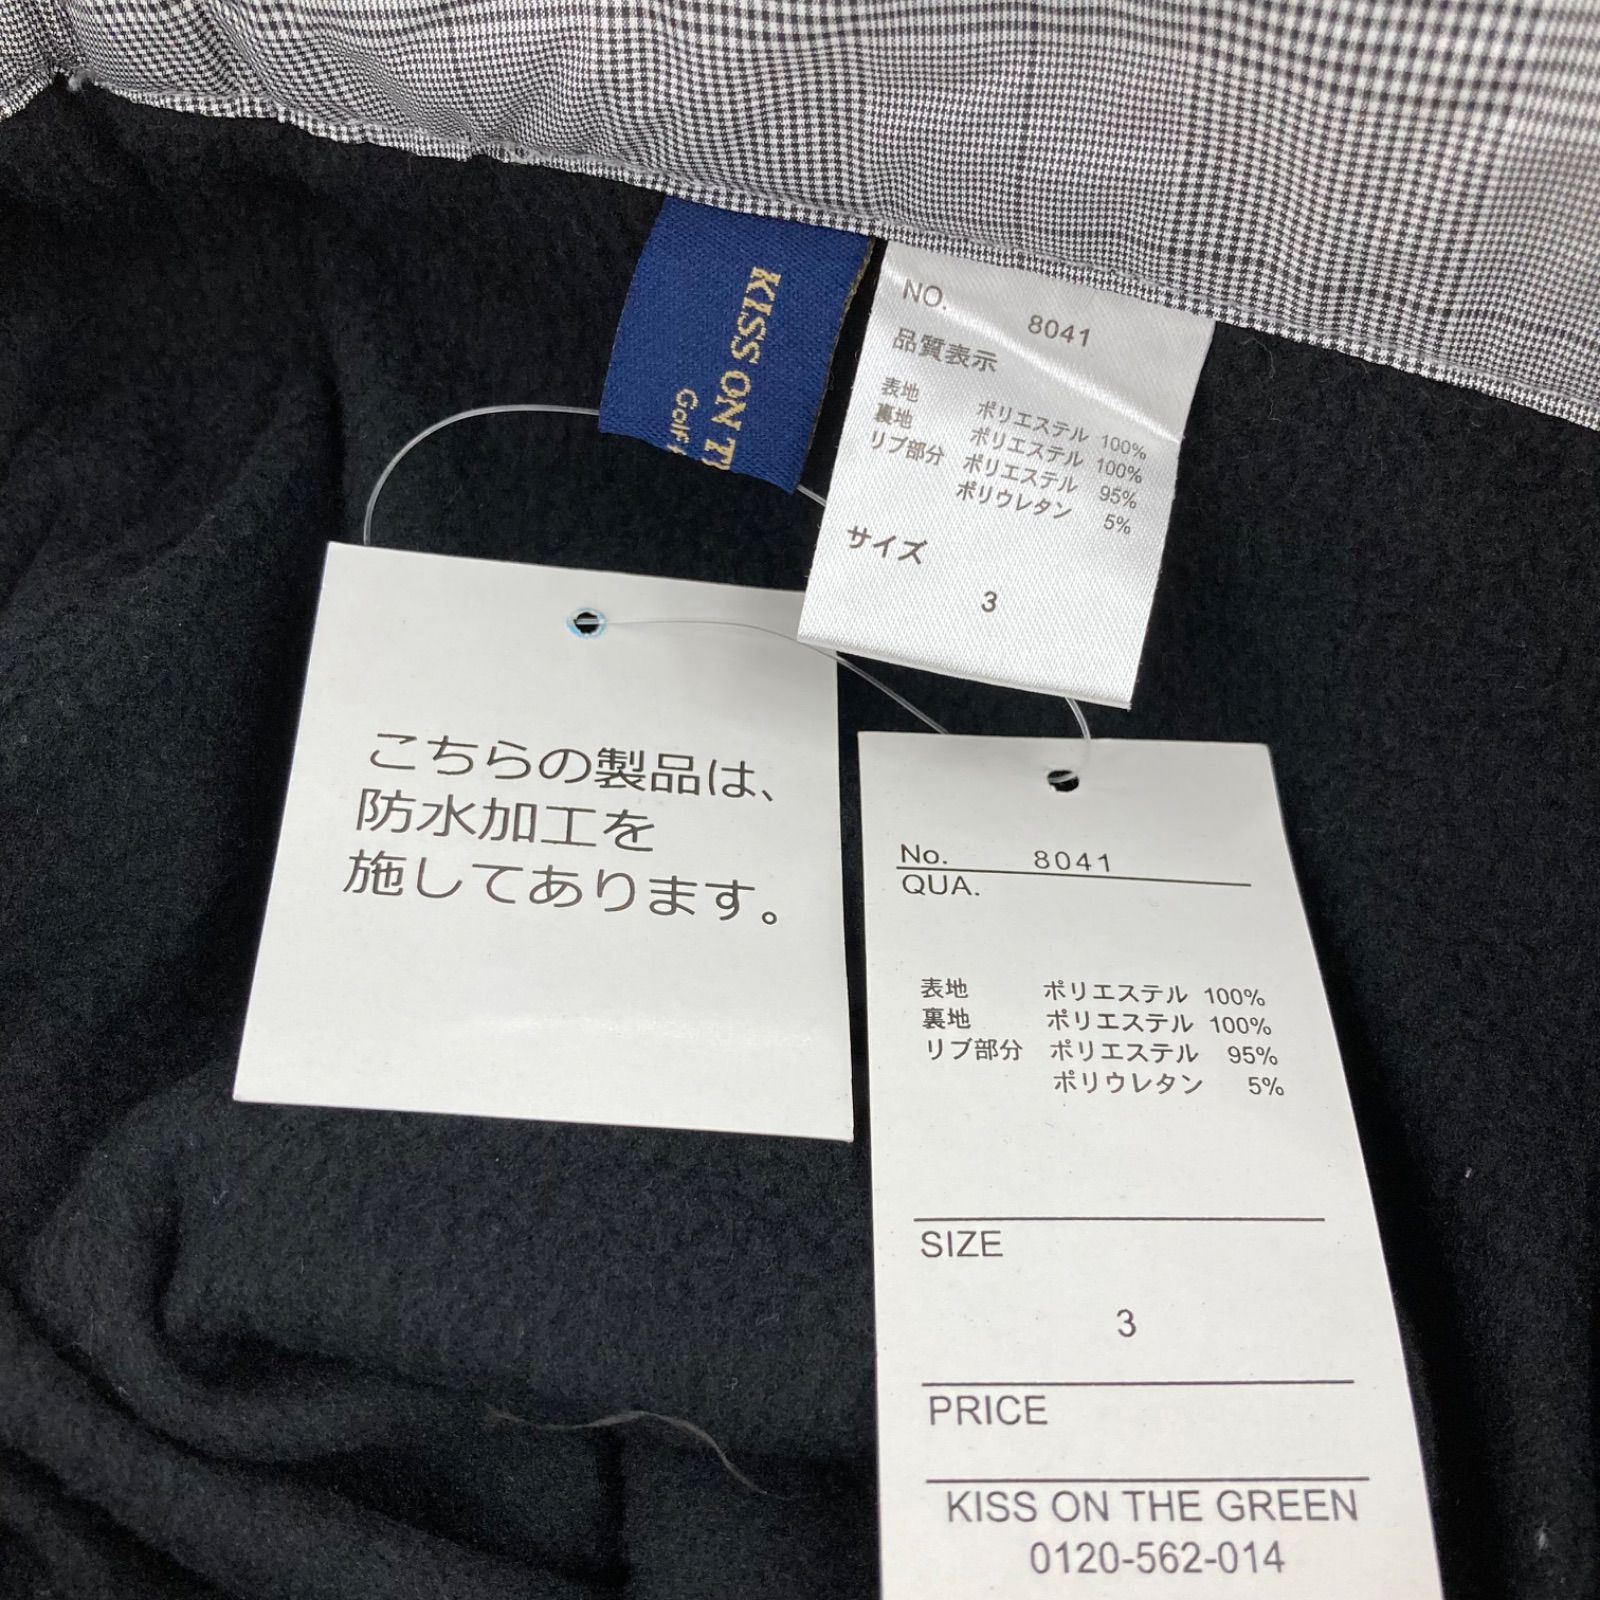 KISS ON
Golf
NO. 8041
品質表示
表地 ポリエステル 100%
裏地 ポリエステル 100%
リブ部分 ポリエステル 95%
ポリウレタン 5%
サイズ
3
こちらの製品は、
防水加工を
施してあります。
No. 8041
QUA.
表地 ポリエステル 100%
裏地 ポリエステル 100%
リブ部分 ポリエステル 95%
ポリウレタン 5%
SIZE
3
PRICE
KISS ON THE GREEN
0120-562-014